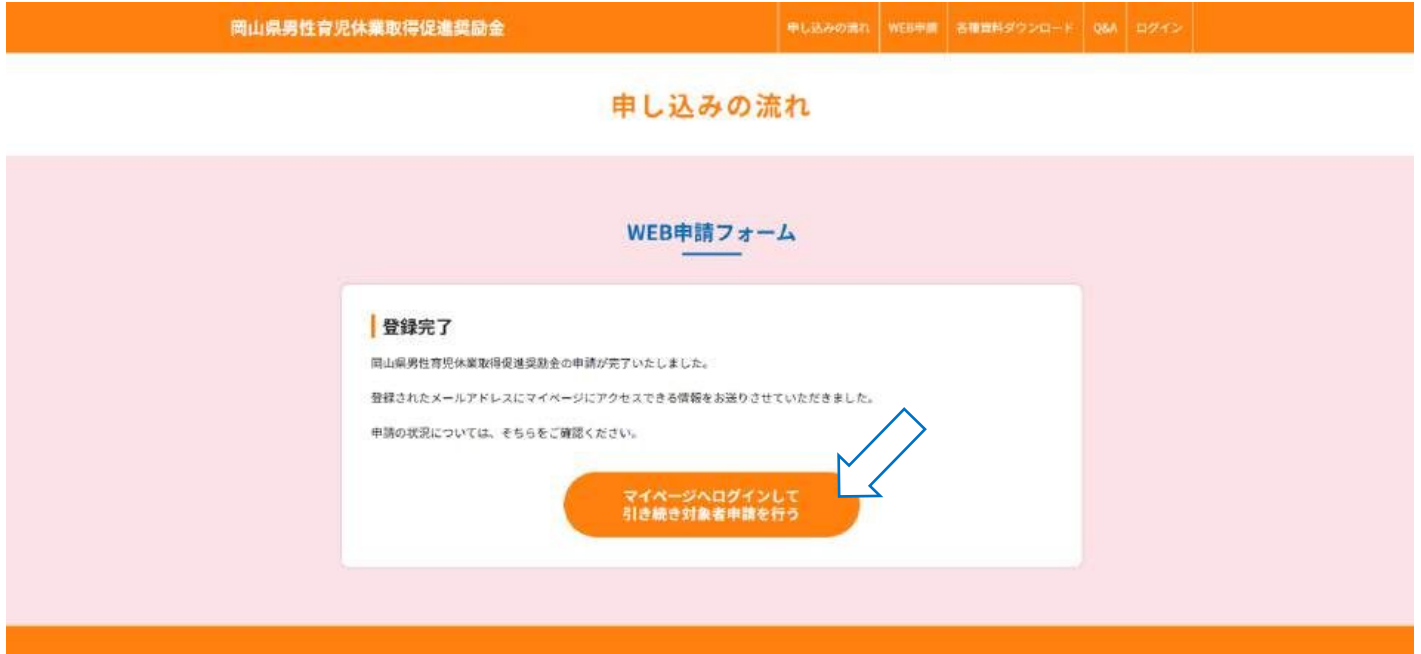 岡山県男性育児休業取得促進奨励金
申し込みの流れ
WEB申請
各種資料ダウンロード
Q&A
ログイン
申し込みの流れ
WEB申請フォーム
登録完了
岡山県男性育児休業取得促進奨励金の申請が完了いたしました。
登録されたメールアドレスにマイページにアクセスできる情報をお送りさせていただきました。
申請の状況については、そちらをご確認ください。
マイページへログインして
引き続き対象者申請を行う